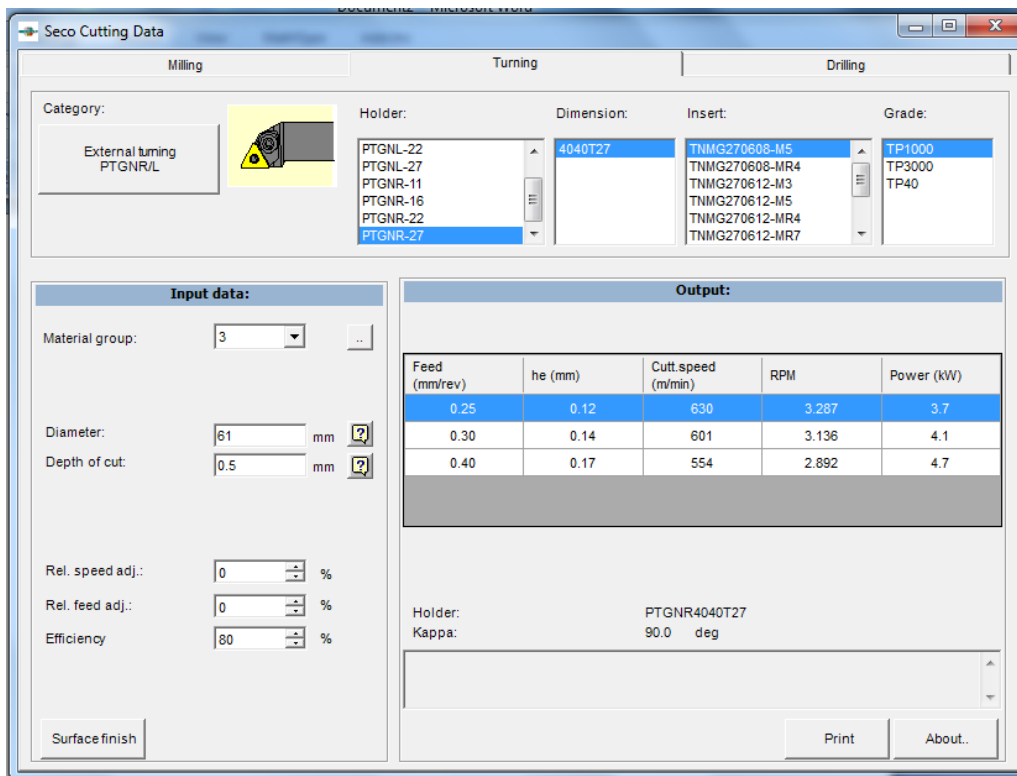 Seco Cutting Data
Milling Turning Drilling
Category:
External turning
PTGNR/L
Holder:
PTGNL-22
PTGNL-27
PTGNR-11
PTGNR-16
PTGNR-22
PTGNR-27
Dimension:
4040T27
Insert:
TNMG270608-M5
TNMG270608-MR4
TNMG270612-M3
TNMG270612-M5
TNMG270612-MR4
TNMG270612-MR7
Grade:
TP1000
TP3000
TP40
Input data:
Material group: 3 ..
Diameter: 61 mm ?
Depth of cut: 0.5 mm ?
Rel. speed adj.: 0 %
Rel. feed adj.: 0 %
Efficiency 80 %
Surface finish
Output:
Feed (mm/rev) he (mm) Cutt.speed (m/min) RPM Power (kW)
0.25 0.12 630 3.287 3.7
0.30 0.14 601 3.136 4.1
0.40 0.17 554 2.892 4.7
Holder: PTGNR4040T27
Kappa: 90.0 deg
Print About..